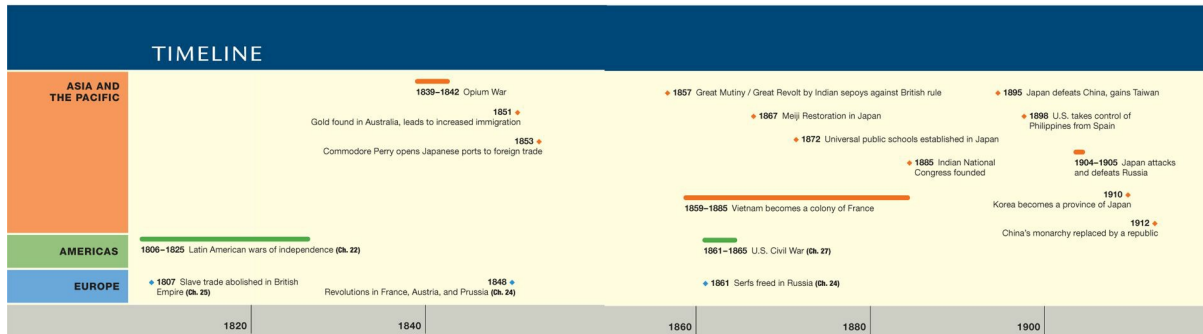 TIMELINE
ASIA AND
THE PACIFIC
1839–1842 Opium War
1851
Gold found in Australia, leads to increased immigration
1853
Commodore Perry opens Japanese ports to foreign trade
1857 Great Mutiny / Great Revolt by Indian sepoys against British rule
1867 Meiji Restoration in Japan
1872 Universal public schools established in Japan
1885 Indian National
Congress founded
1859–1885 Vietnam becomes a colony of France
1895 Japan defeats China, gains Taiwan
1898 U.S. takes control of
Philippines from Spain
1904–1905 Japan attacks
and defeats Russia
1910
Korea becomes a province of Japan
1912
China's monarchy replaced by a republic
AMERICAS
1806–1825 Latin American wars of independence (Ch. 22)
1861–1865 U.S. Civil War (Ch. 27)
EUROPE
1807 Slave trade abolished in British
Empire (Ch. 25)
1848
Revolutions in France, Austria, and Prussia (Ch. 24)
1861 Serfs freed in Russia (Ch. 24)
1820
1840
1860
1880
1900